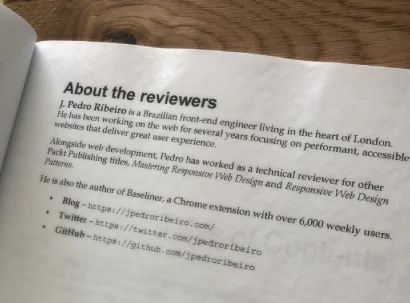 About the reviewers
J. Pedro Ribeiro is a Brazilian front-end engineer living in the heart of London.
He has been working on the web for several years focusing on performant, accessible
websites that deliver great user experience.
Alongside web development, Pedro has worked as a technical reviewer for other
Packt Publishing titles, Mastering Responsive Web Design and Responsive Web Design
Patterns.
He is also the author of Baseliner, a Chrome extension with over 6,000 weekly users.
• Blog – https://jpedroribeiro.com/
• Twitter – https://twitter.com/jpedroribeiro
• GitHub – https://github.com/jpedroribeiro